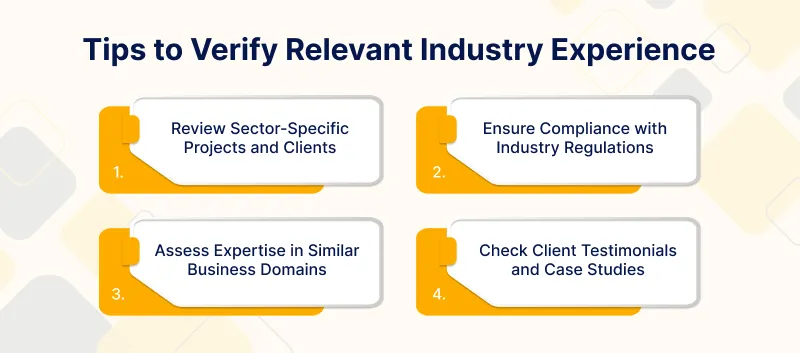 Tips to Verify Relevant Industry Experience
1.
Review Sector-Specific
Projects and Clients
2.
Ensure Compliance with
Industry Regulations
3.
Assess Expertise in Similar
Business Domains
4.
Check Client Testimonials
and Case Studies